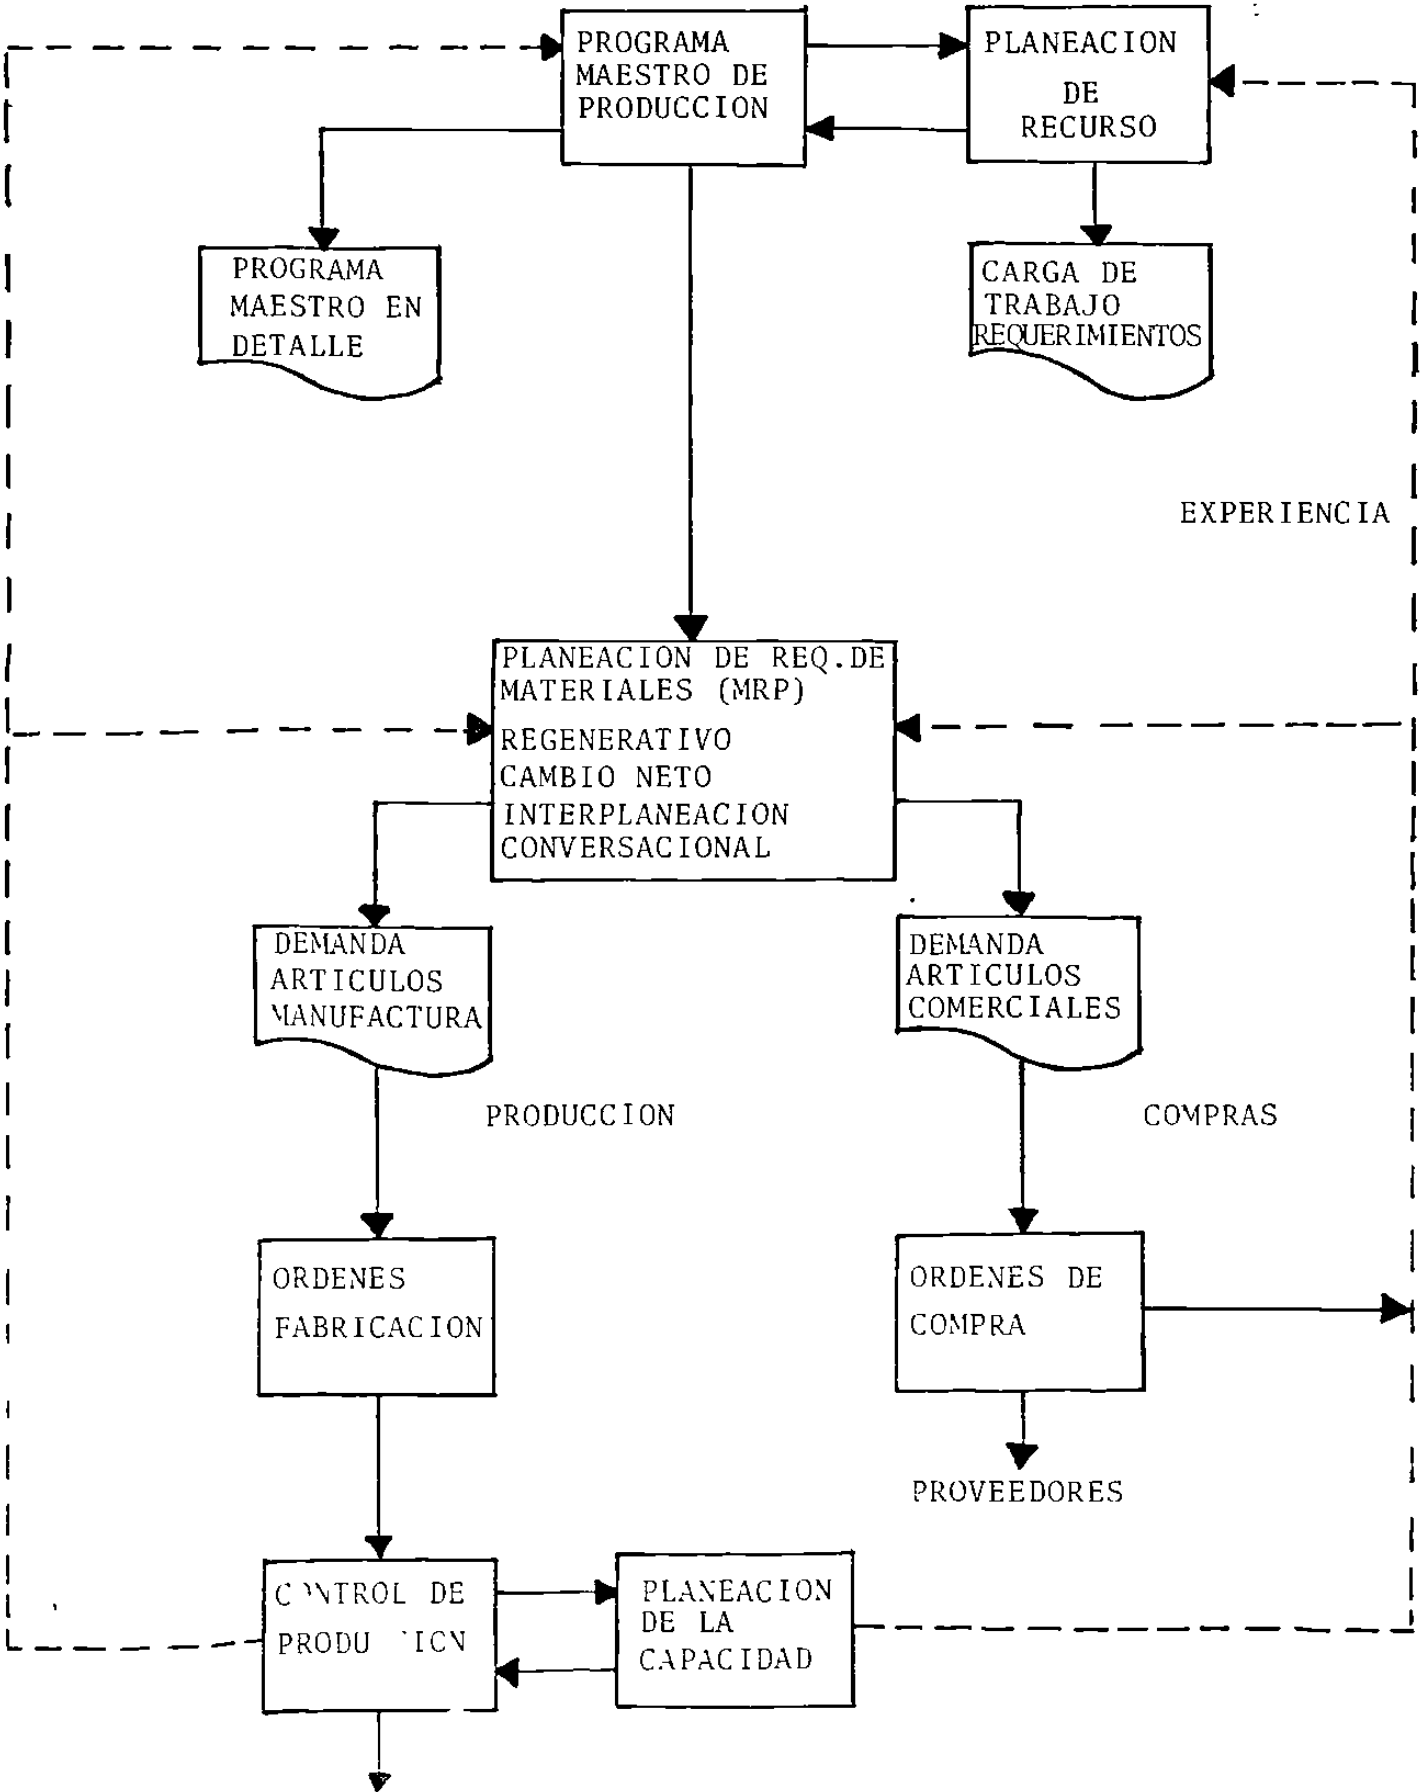 PROGRAMA
MAESTRO DE
PRODUCCION
PLANEACION
DE
RECURSO
PROGRAMA
MAESTRO EN
DETALLE
CARGA DE
TRABAJO
REQUERIMIENTOS
EXPERIENCIA
PLANEACION DE REQ.DE
MATERIALES (MRP)
REGENERATIVO
CAMBIO NETO
INTERPLANEACION
CONVERSACIONAL
DEMANDA
ARTICULOS
MANUFACTURA
DEMANDA
ARTICULOS
COMERCIALES
PRODUCCION
COMPRAS
ORDENES
FABRICACION
ORDENES DE
COMPRA
PROVEEDORES
CONTROL DE
PRODUCCION
PLANEACION
DE LA
CAPACIDAD